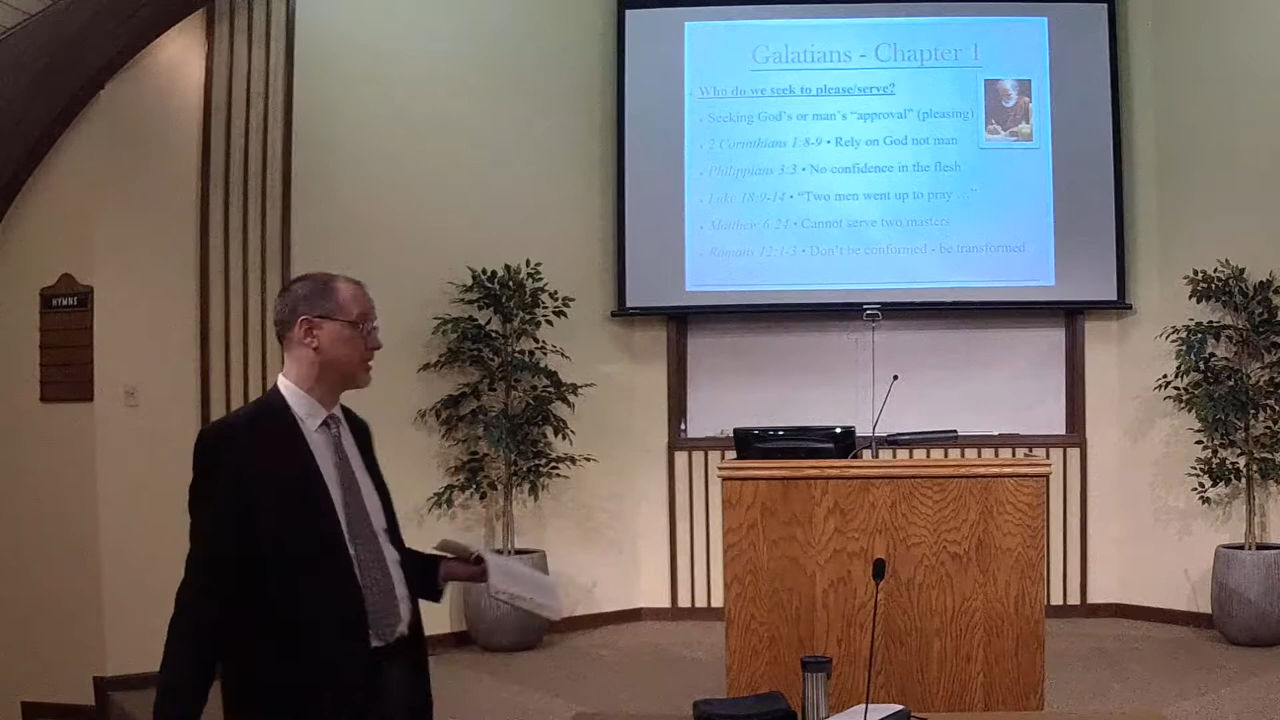 Galatians - Chapter 1
Who do we seek to please/serve?
• Seeking God's or man's "approval" (pleasing)
• 2 Corinthians 1:8-9 • Rely on God not man
• Philippians 3:3 • No confidence in the flesh
• Luke 18:9-14 • "Two men went up to pray …"
• Matthew 6:24 • Cannot serve two masters
• Romans 12:1-3 • Don't be conformed - be transformed
HYMNS